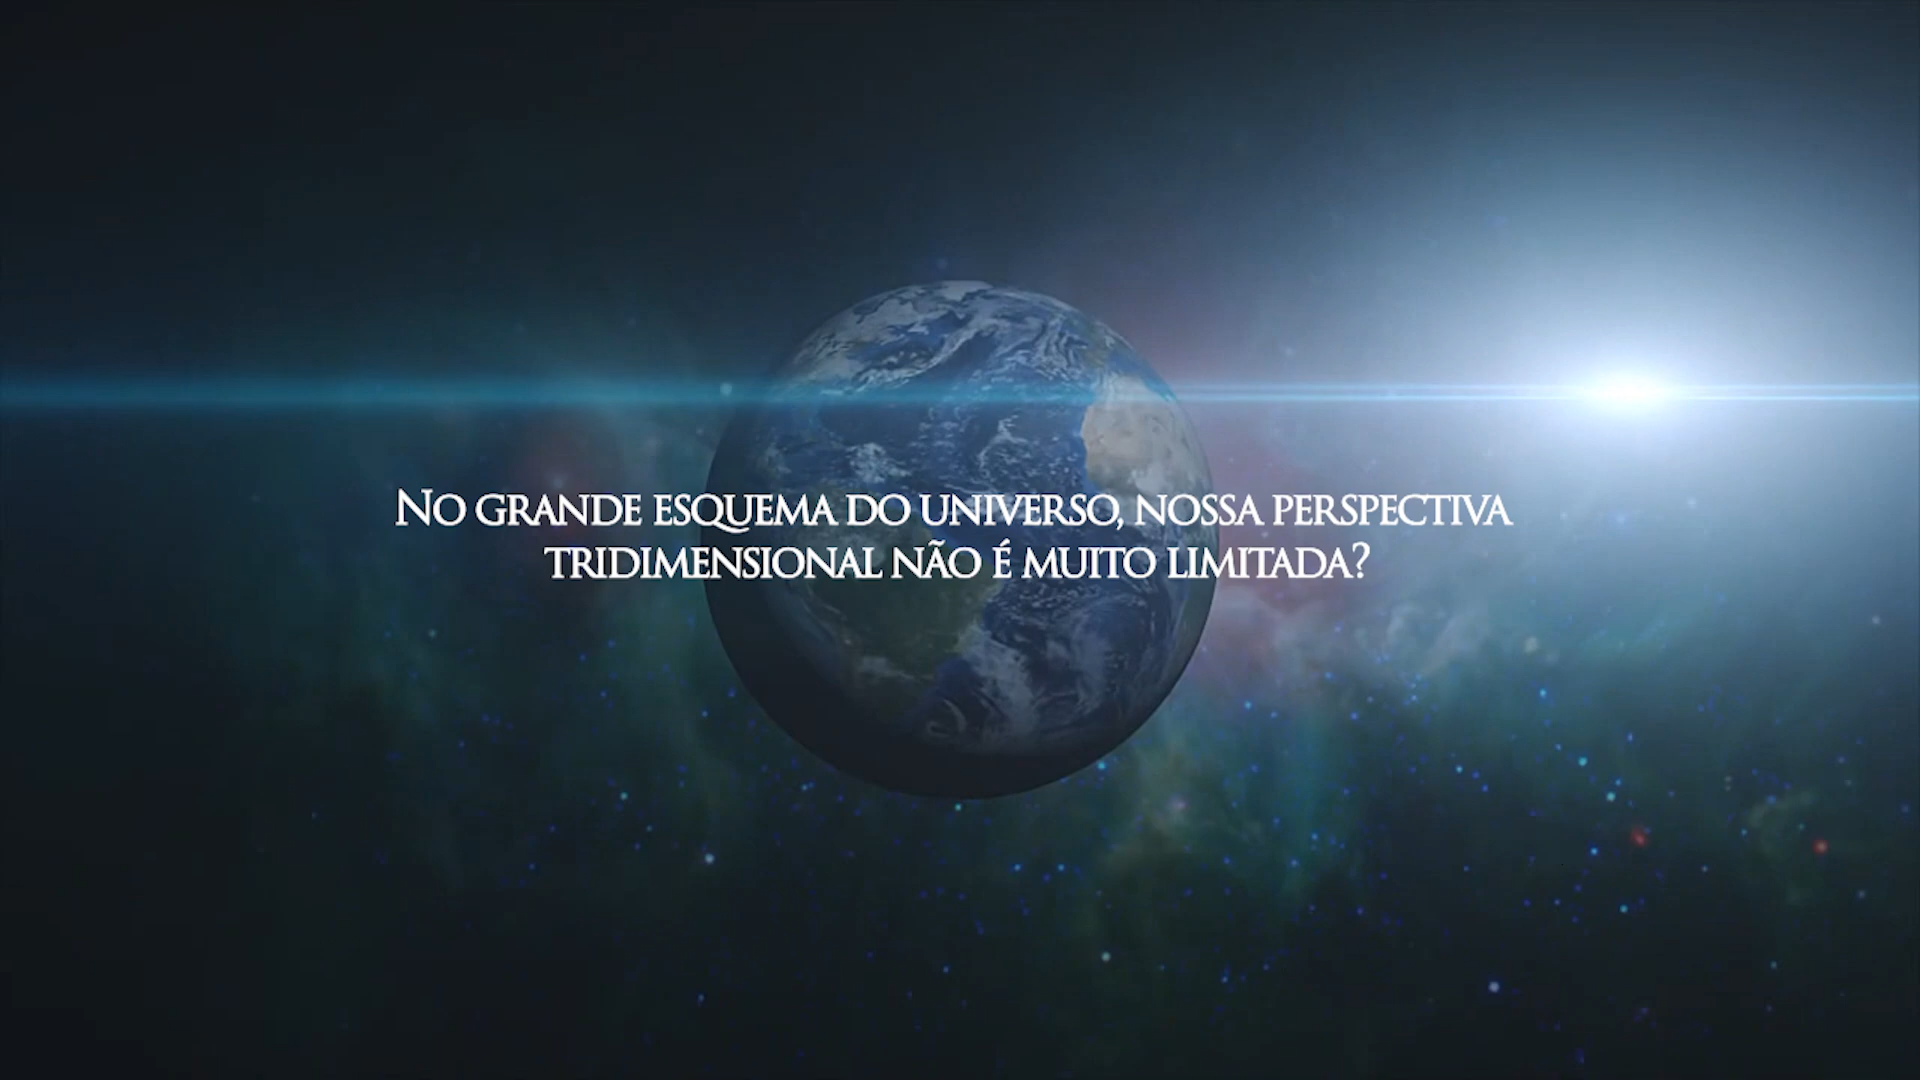 No grande esquema do universo, nossa perspectiva
tridimensional não é muito limitada?